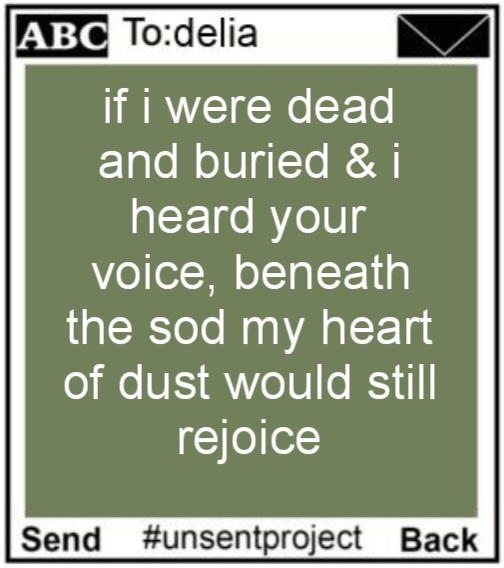 ABC To:delia
if i were dead
and buried & i
heard your
voice, beneath
the sod my heart
of dust would still
rejoice
Send #unsentproject Back